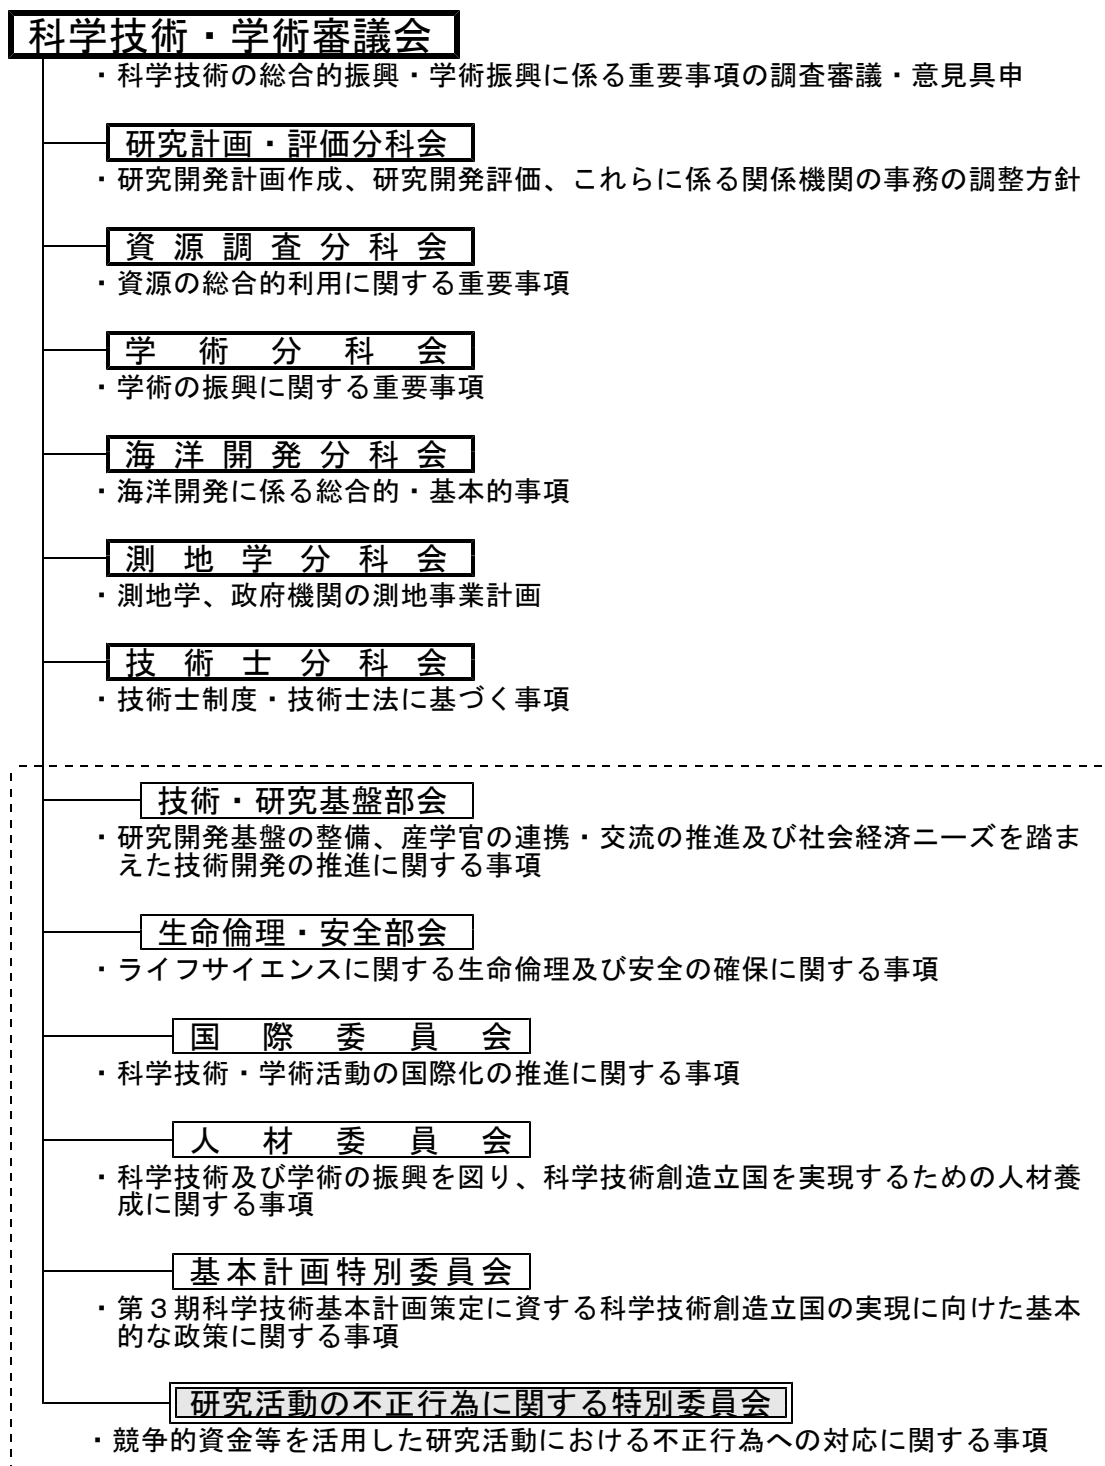 科学技術・学術審議会
・科学技術の総合的振興・学術振興に係る重要事項の調査審議・意見具申
研究計画・評価分科会
・研究開発計画作成、研究開発評価、これらに係る関係機関の事務の調整方針
資源調査分科会
・資源の総合的利用に関する重要事項
学術分科会
・学術の振興に関する重要事項
海洋開発分科会
・海洋開発に係る総合的・基本的事項
測地学分科会
・測地学、政府機関の測地事業計画
技術士分科会
・技術士制度・技術士法に基づく事項
技術・研究基盤部会
・研究開発基盤の整備、産学官の連携・交流の推進及び社会経済ニーズを踏ま
えた技術開発の推進に関する事項
生命倫理・安全部会
・ライフサイエンスに関する生命倫理及び安全の確保に関する事項
国際委員会
・科学技術・学術活動の国際化の推進に関する事項
人材委員会
・科学技術及び学術の振興を図り、科学技術創造立国を実現するための人材養
成に関する事項
基本計画特別委員会
・第３期科学技術基本計画策定に資する科学技術創造立国の実現に向けた基本
的な政策に関する事項
研究活動の不正行為に関する特別委員会
・競争的資金等を活用した研究活動における不正行為への対応に関する事項